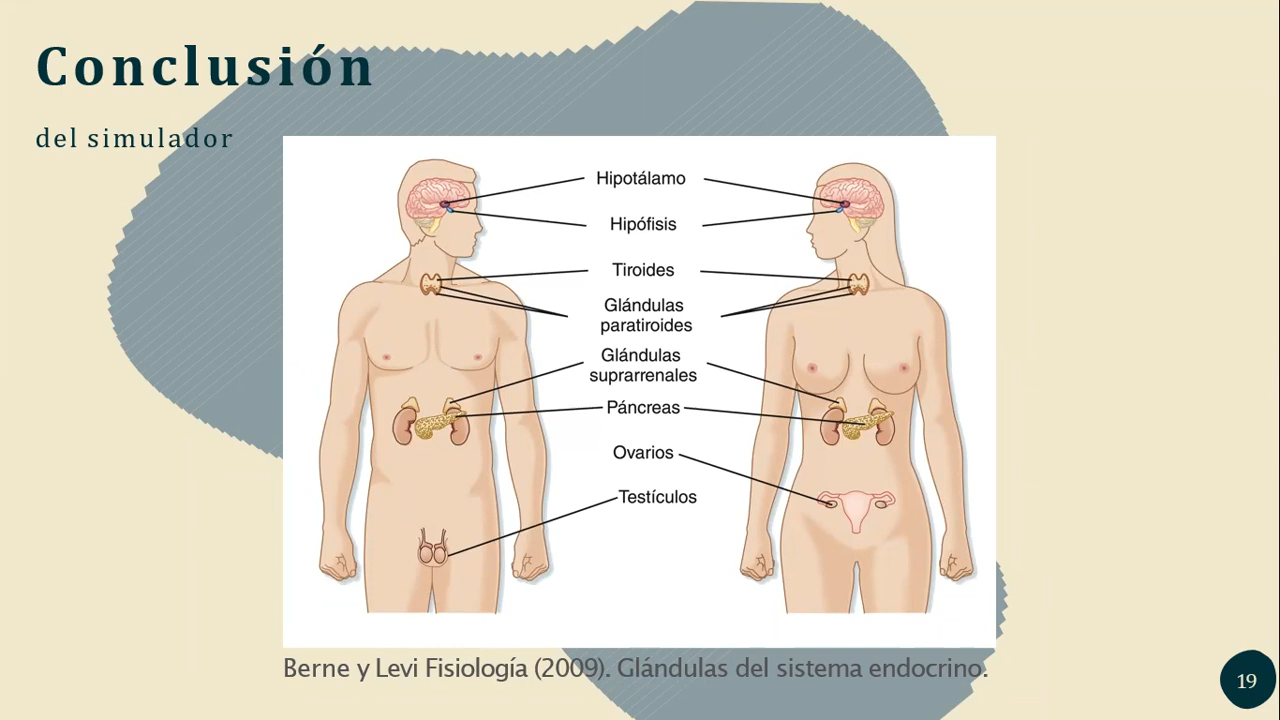 Conclusión
del simulador
Hipotálamo
Hipófisis
Tiroides
Glándulas
paratiroides
Glándulas
suprarrenales
Páncreas
Ovarios
Testículos
Berne y Levi Fisiología (2009). Glándulas del sistema endocrino.
19